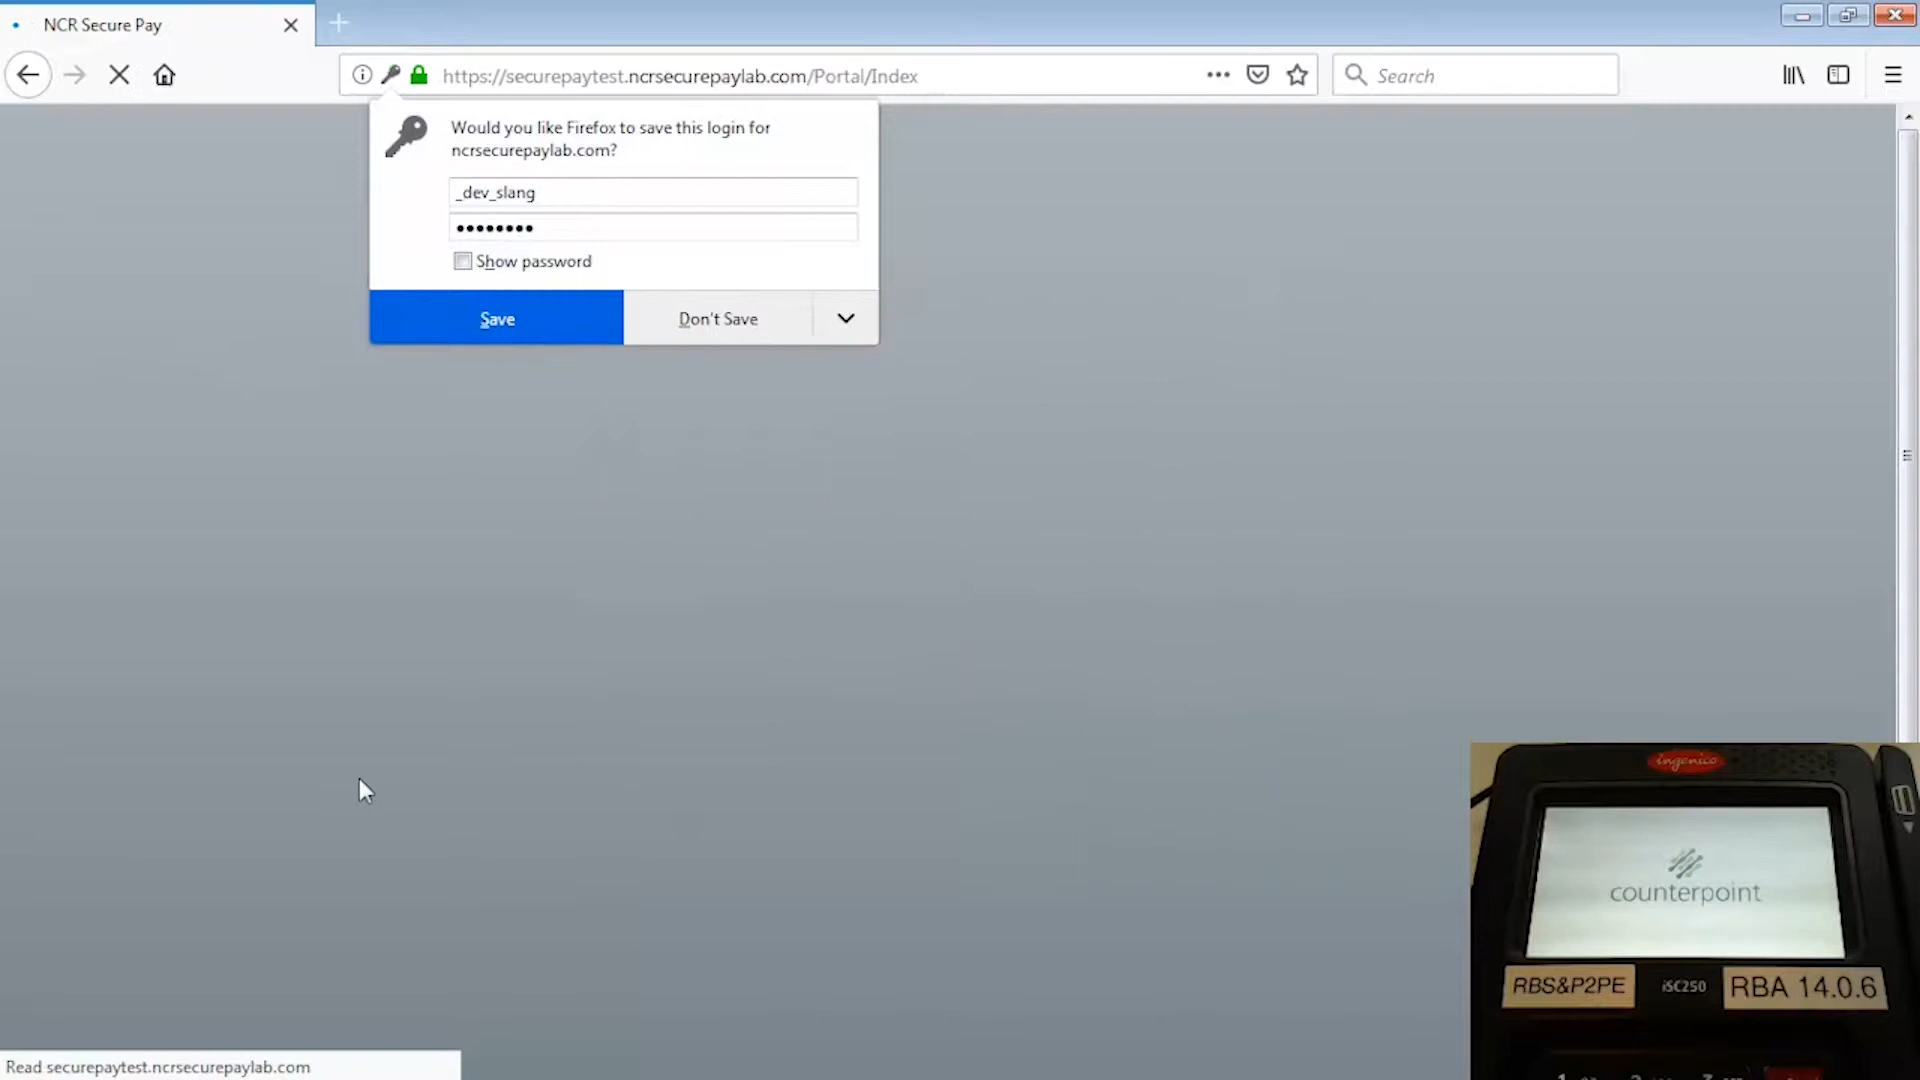 NCR Secure Pay
https://securepaytest.ncrsecurepaylab.com/Portal/Index
Search
Would you like Firefox to save this login for
ncrsecurepaylab.com?
_dev_slang
••••••••
Show password
Save
Don't Save
ingenico
counterpoint
RBS&P2PE
iSC250
RBA 14.0.6
Read securepaytest.ncrsecurepaylab.com